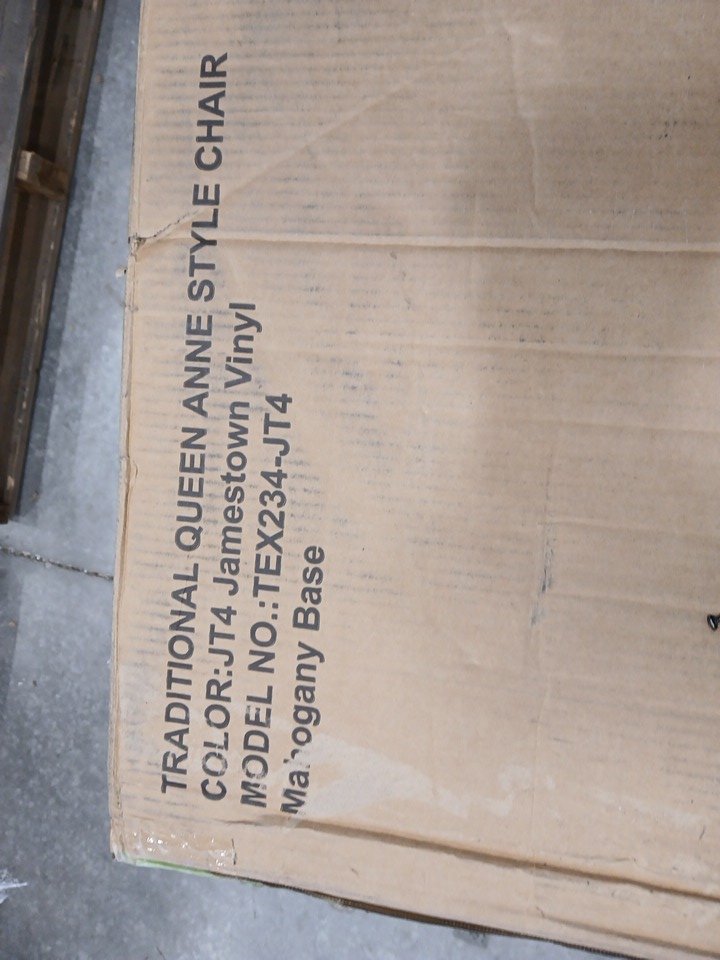 TRADITIONAL QUEEN ANNE STYLE CHAIR
COLOR:JT4 Jamestown Vinyl
MODEL NO.:TEX234-JT4
Mahogany Base